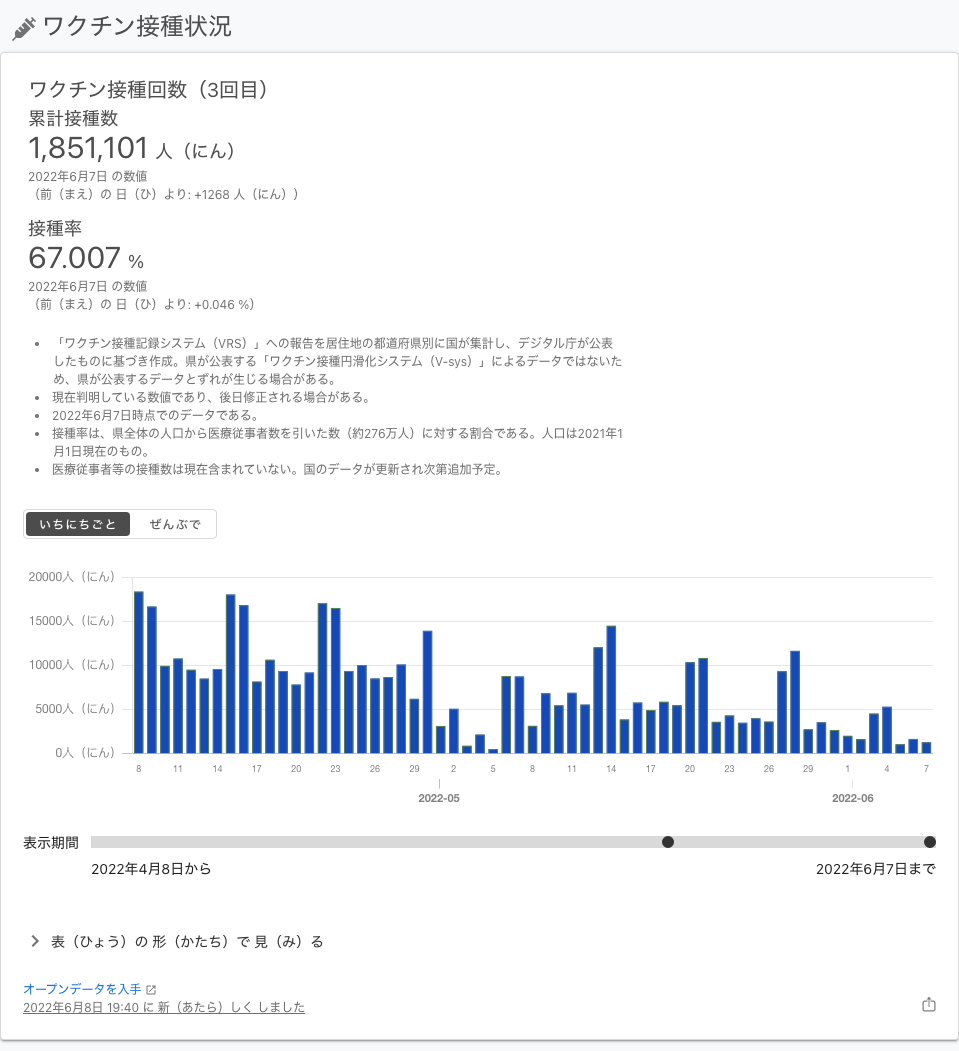 ワクチン接種状況
ワクチン接種回数（3回目）
累計接種数
1,851,101 人（にん）
2022年6月7日 の数値
（前（まえ）の 日（ひ）より: +1268 人（にん））
接種率
67.007 %
2022年6月7日 の数値
（前（まえ）の 日（ひ）より: +0.046 %）
• 「ワクチン接種記録システム（VRS）」への報告を居住地の都道府県別に国が集計し、デジタル庁が公表
したものに基づき作成。県が公表する「ワクチン接種円滑化システム（V-sys）」によるデータではないた
め、県が公表するデータとずれが生じる場合がある。
• 現在判明している数値であり、後日修正される場合がある。
• 2022年6月7日時点でのデータである。
• 接種率は、県全体の人口から医療従事者数を引いた数（約276万人）に対する割合である。人口は2021年1
月1日現在のもの。
• 医療従事者等の接種数は現在含まれていない。国のデータが更新され次第追加予定。
いちにちごと ぜんぶで
20000人（にん）
15000人（にん）
10000人（にん）
5000人（にん）
0人（にん）
8 11 14 17 20 23 26 29 2 5 8 11 14 17 20 23 26 29 1 4 7
2022-05 2022-06
表示期間
2022年4月8日から 2022年6月7日まで
表（ひょう）の 形（かたち）で 見（み）る
オープンデータを入手
2022年6月8日 19:40 に 新（あたら）しく しました